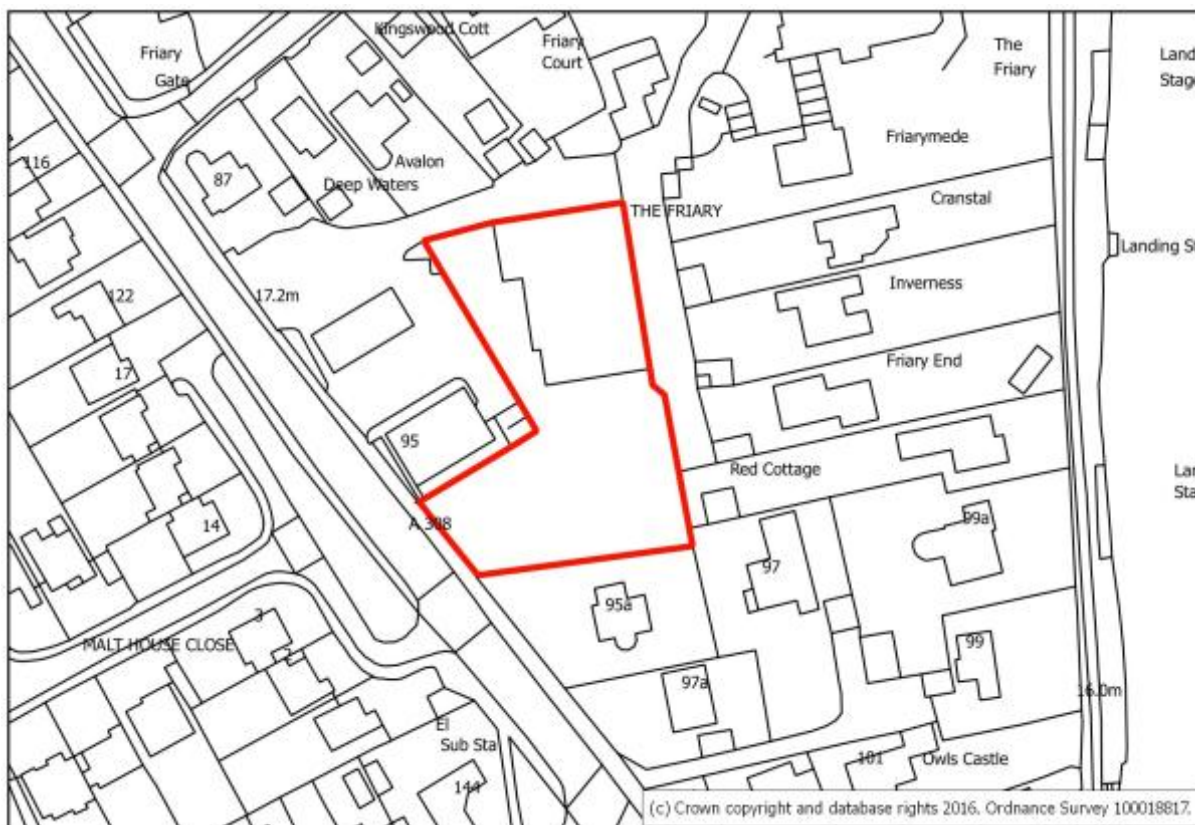 Kingswood Cott
Friary
Gate
Friary
Court
The
Friary
Land
Stage
Friarymede
116
Avalon
87
Deep Waters
Cranstal
THE FRIARY
Landing St
17.2m
122
Inverness
17
Friary End
95
Red Cottage
Lan
Sta
A 308
14
99a
97
95a
3
MALT HOUSE CLOSE
99
97a
16.0m
El
Sub Sta
101
Owls Castle
144
(c) Crown copyright and database rights 2016. Ordnance Survey 100018817.